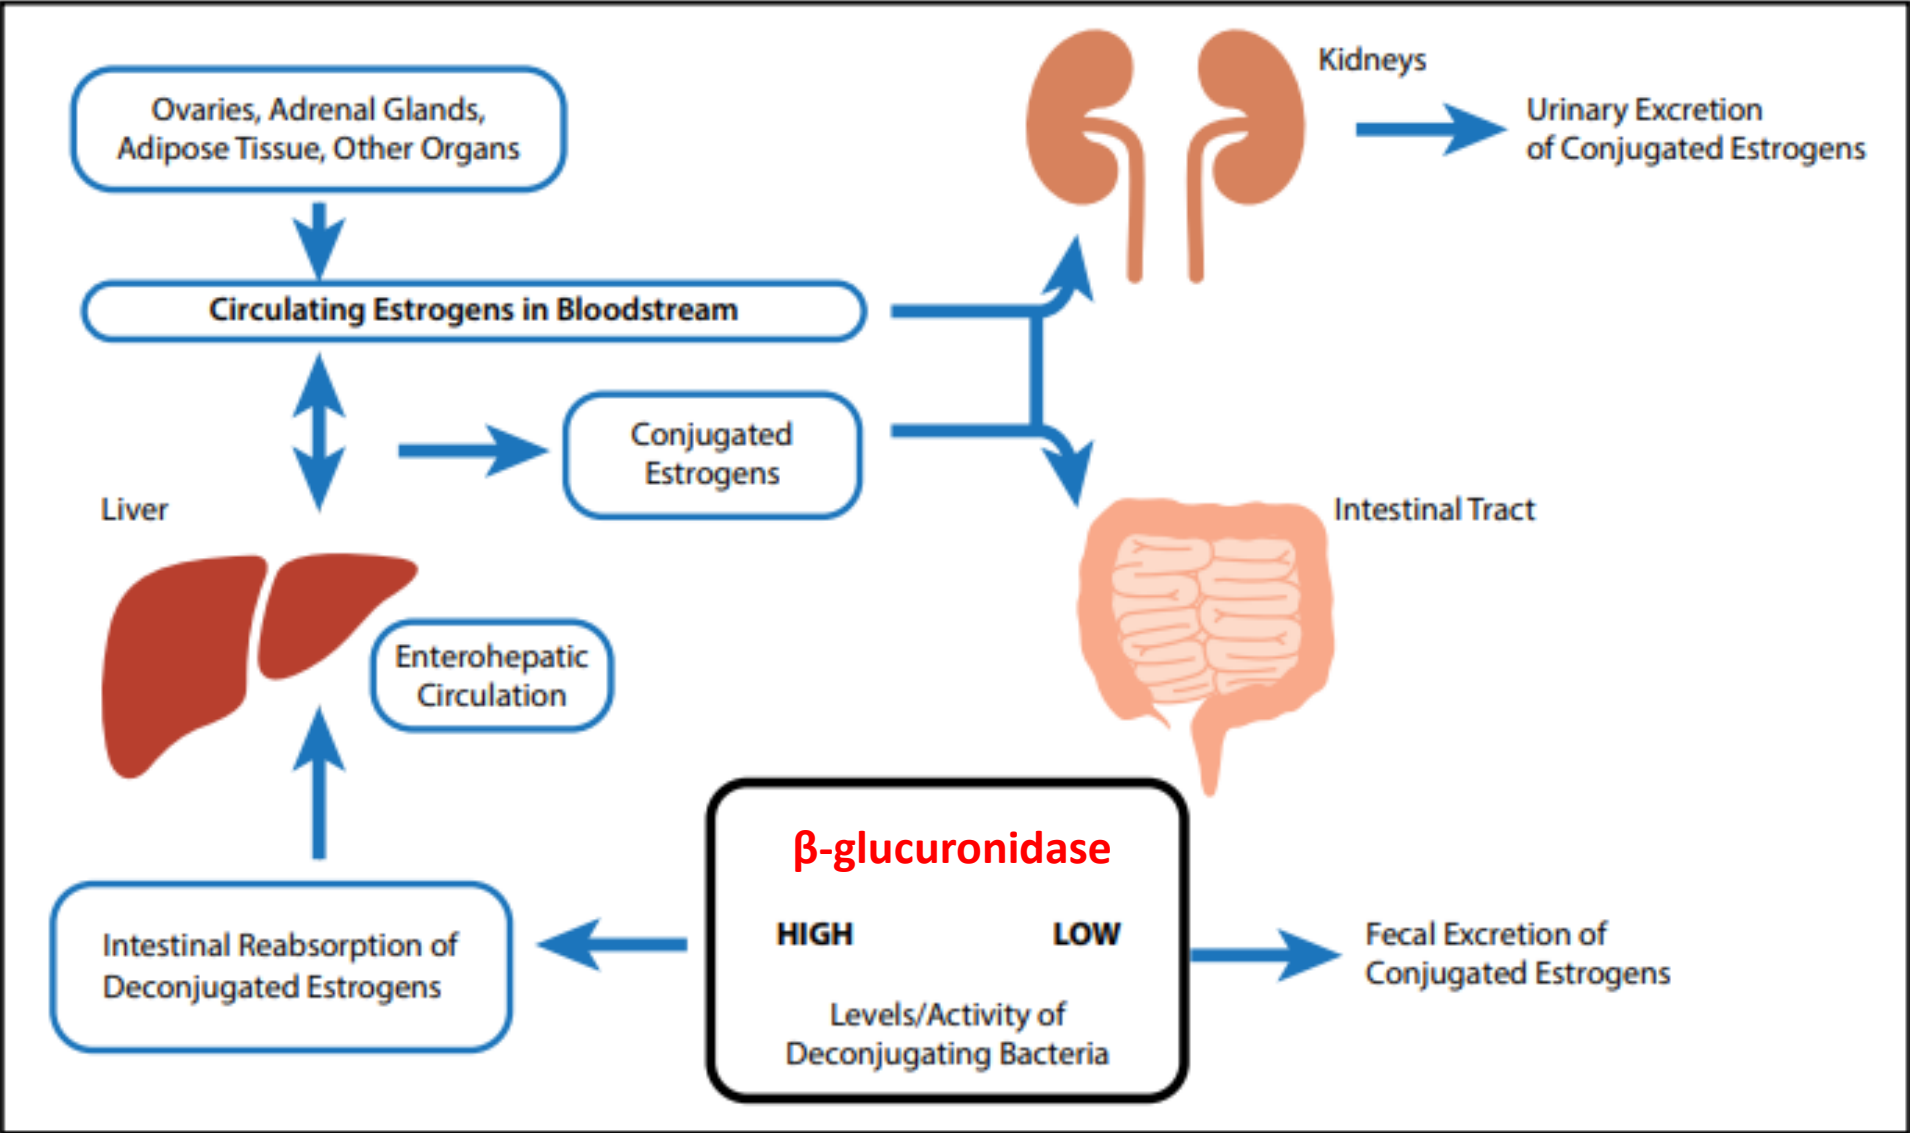 Ovaries, Adrenal Glands,
Adipose Tissue, Other Organs
Kidneys
Urinary Excretion
of Conjugated Estrogens
Circulating Estrogens in Bloodstream
Conjugated
Estrogens
Liver
Intestinal Tract
Enterohepatic
Circulation
β-glucuronidase
HIGH
LOW
Levels/Activity of
Deconjugating Bacteria
Intestinal Reabsorption of
Deconjugated Estrogens
Fecal Excretion of
Conjugated Estrogens